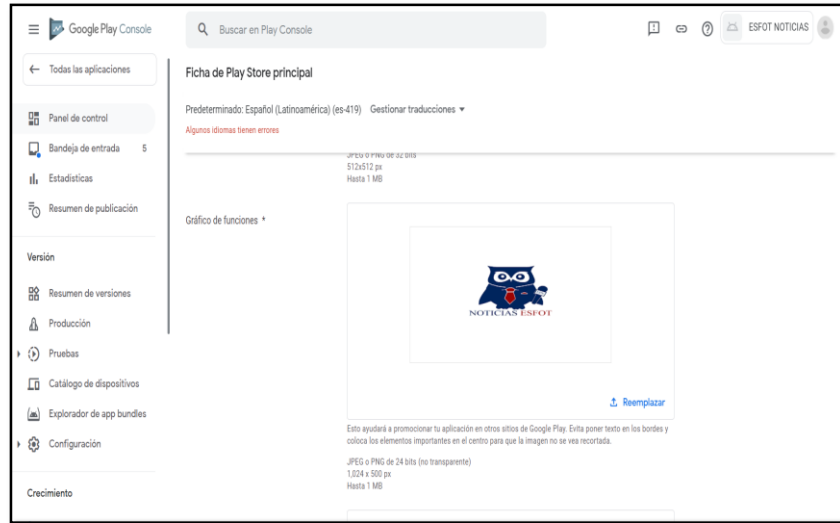 Google Play Console
Buscar en Play Console
ESFOT NOTICIAS
Todas las aplicaciones
Panel de control
Bandeja de entrada 5
Estadísticas
Resumen de publicación
Versión
Resumen de versiones
Producción
Pruebas
Catálogo de dispositivos
Explorador de app bundles
Configuración
Crecimiento
Ficha de Play Store principal
Predeterminado: Español (Latinoamérica) (es-419) Gestionar traducciones
Algunos idiomas tienen errores
JPEG o PNG de 32 bits
512x512 px
Hasta 1 MB
Gráfico de funciones *
NOTICIAS ESFOT
Reemplazar
Esto ayudará a promocionar tu aplicación en otros sitios de Google Play. Evita poner texto en los bordes y
coloca los elementos importantes en el centro para que la imagen no se vea recortada.
JPEG o PNG de 24 bits (no transparente)
1,024 x 500 px
Hasta 1 MB